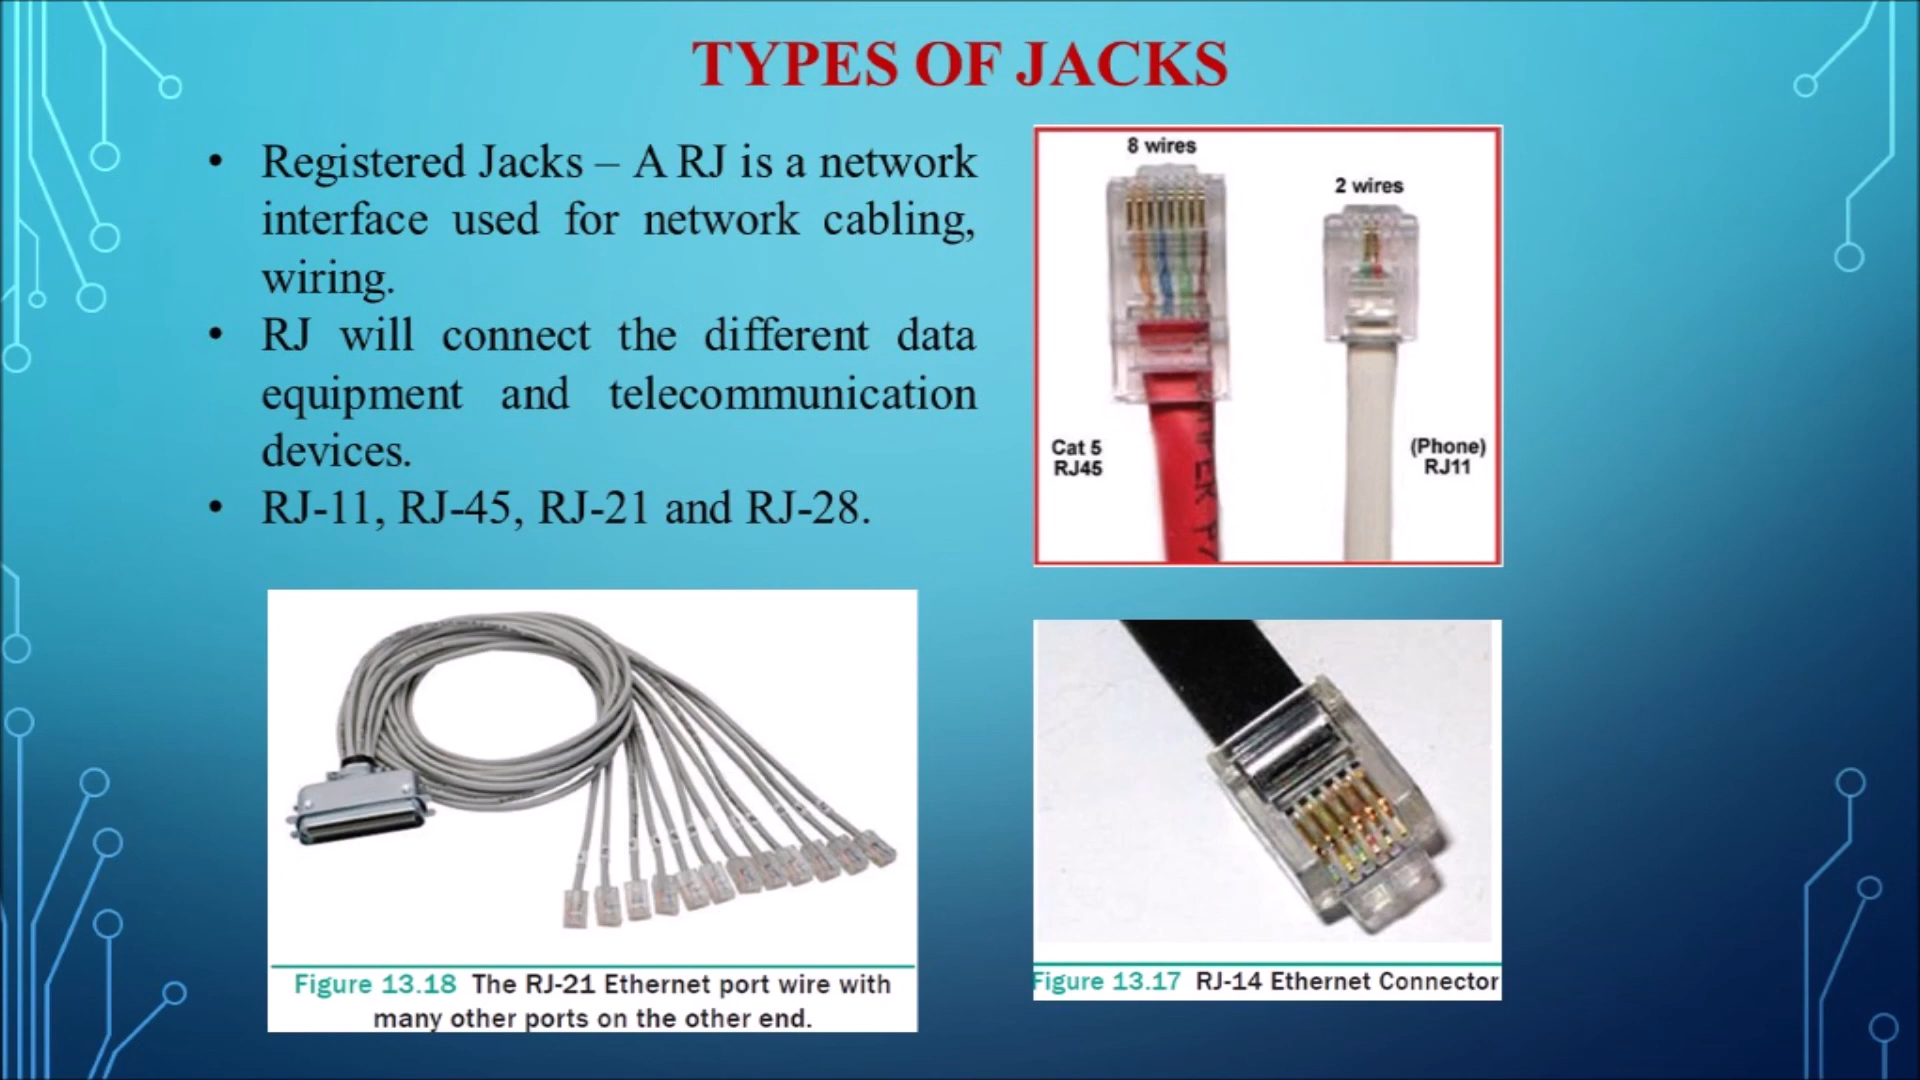 TYPES OF JACKS
• Registered Jacks – A RJ is a network
interface used for network cabling,
wiring.
• RJ will connect the different data
equipment and telecommunication
devices.
• RJ-11, RJ-45, RJ-21 and RJ-28.
8 wires
2 wires
Cat 5
RJ45
(Phone)
RJ11
Figure 13.18 The RJ-21 Ethernet port wire with
many other ports on the other end.
Figure 13.17 RJ-14 Ethernet Connector